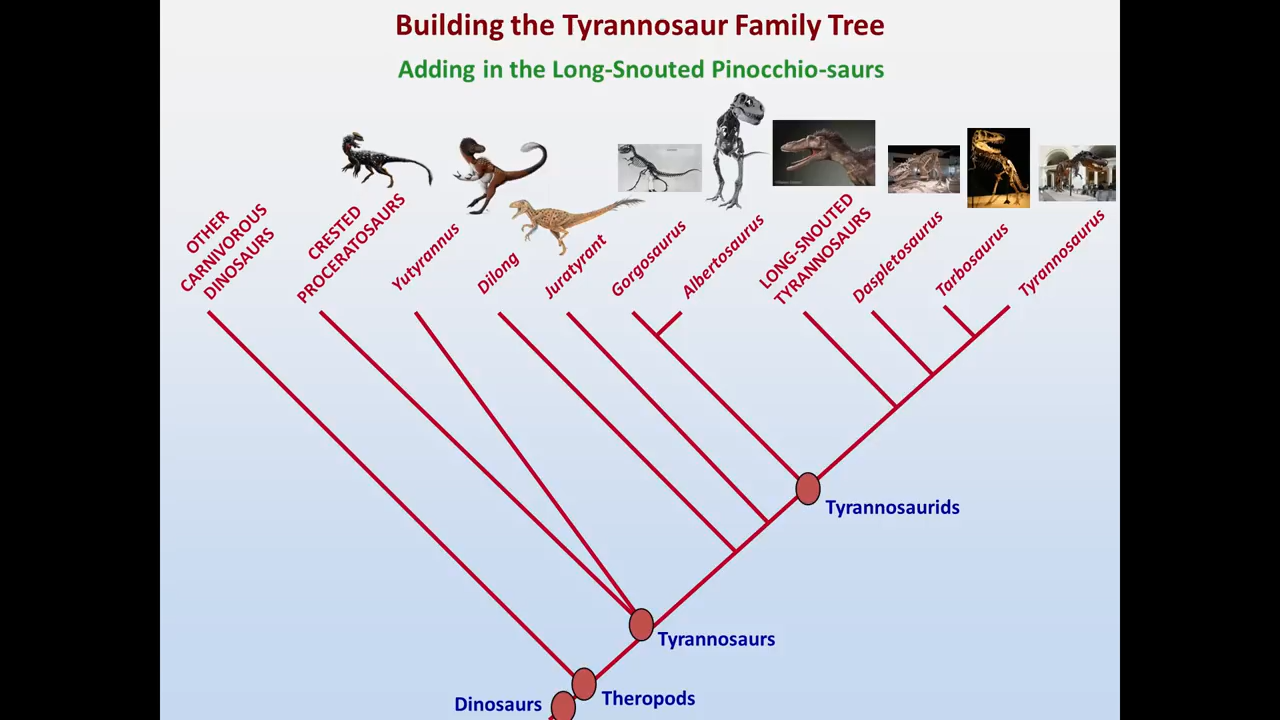 Building the Tyrannosaur Family Tree
Adding in the Long-Snouted Pinocchio-saurs
OTHER
CARNIVOROUS
DINOSAURS
CRESTED
PROCERATOSAURS
Yutyrannus
Dilong
Juratyrant
Gorgosaurus
Albertosaurus
LONG-SNOUTED
TYRANNOSAURS
Daspletosaurus
Tarbosaurus
Tyrannosaurus
Tyrannosaurids
Tyrannosaurs
Theropods
Dinosaurs